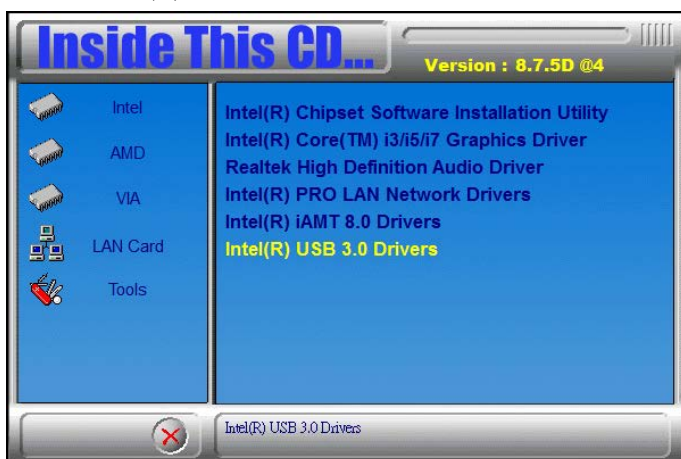 Inside This CD...
Version : 8.7.5D @4
Intel
AMD
VIA
LAN Card
Tools
Intel(R) Chipset Software Installation Utility
Intel(R) Core(TM) i3/i5/i7 Graphics Driver
Realtek High Definition Audio Driver
Intel(R) PRO LAN Network Drivers
Intel(R) iAMT 8.0 Drivers
Intel(R) USB 3.0 Drivers
Intel(R) USB 3.0 Drivers